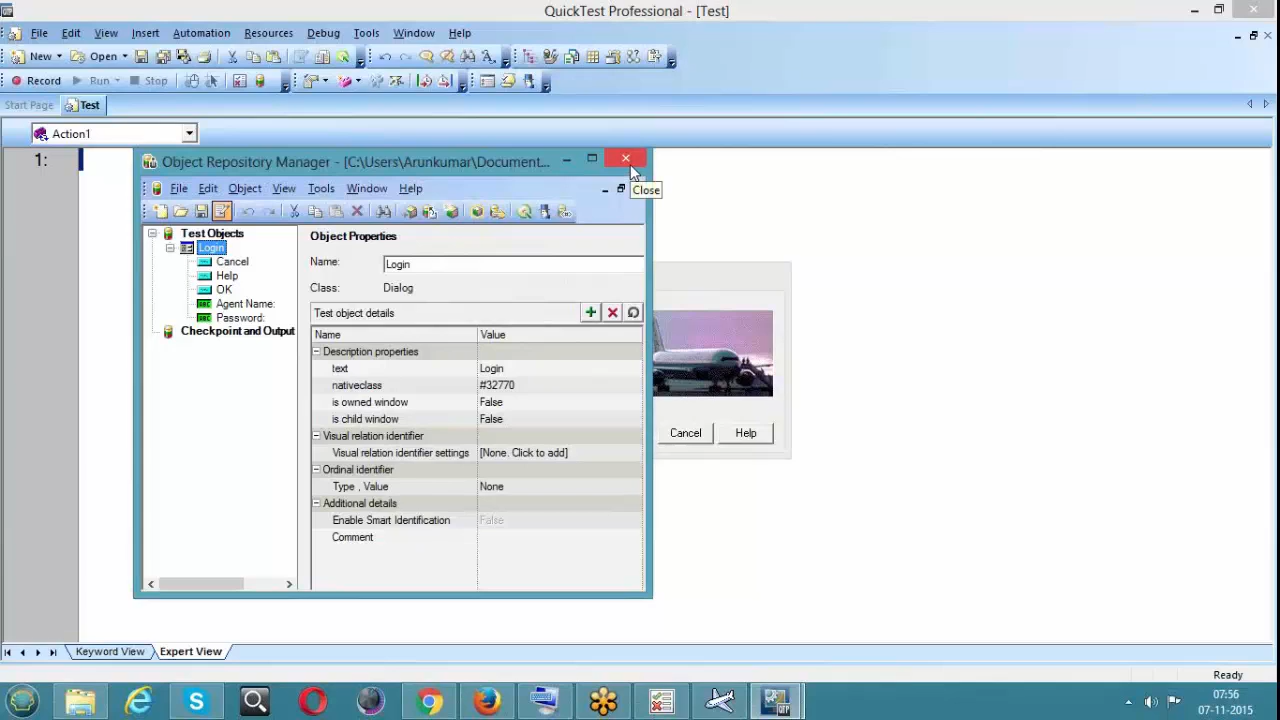 QuickTest Professional - [Test]
File Edit View Insert Automation Resources Debug Tools Window Help
New Open
Record Run Stop
Start Page Test
Action1
1:
Object Repository Manager - [C:\Users\Arunkumar\Document...
Close
File Edit Object View Tools Window Help
Test Objects
Login
Cancel
Help
OK
Agent Name:
Password:
Checkpoint and Output
Object Properties
Name: Login
Class: Dialog
Test object details
Name Value
Description properties
text Login
nativeclass #32770
is owned window False
is child window False
Visual relation identifier
Visual relation identifier settings [None. Click to add]
Ordinal identifier
Type , Value None
Additional details
Enable Smart Identification False
Comment
Cancel Help
Keyword View Expert View
Ready
QTP
07:56
07-11-2015